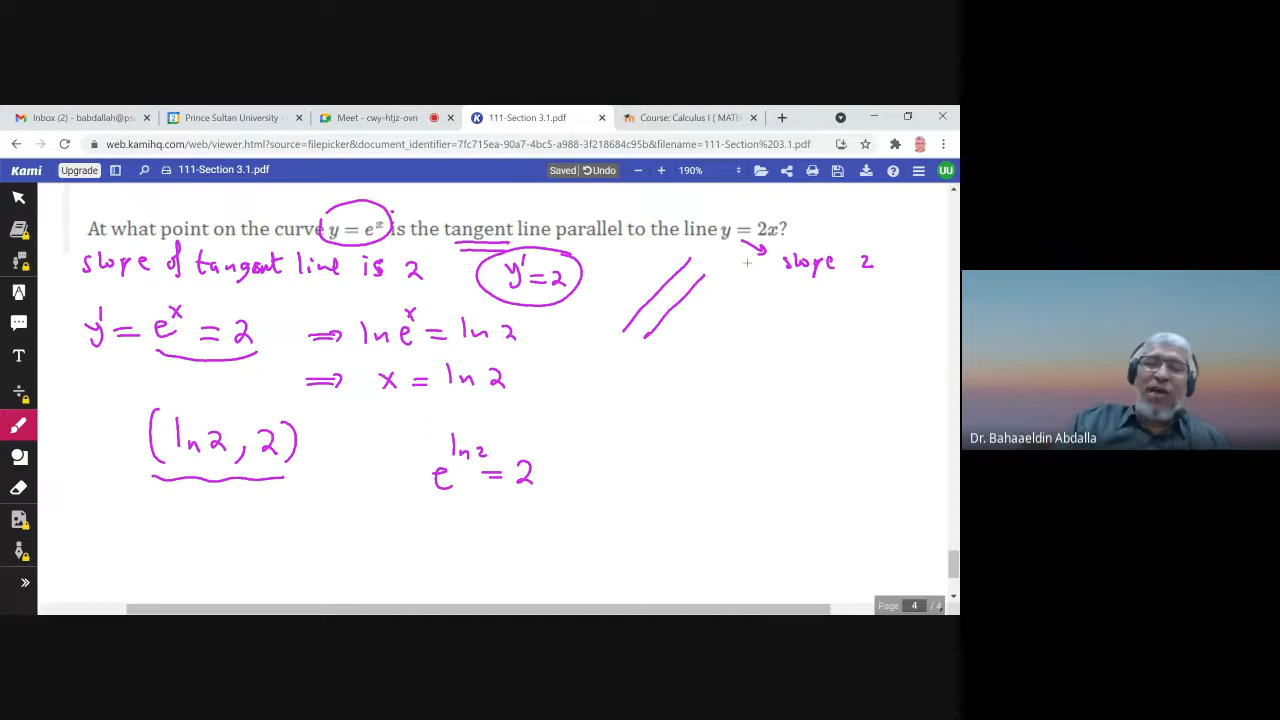 Inbox (2) - babdallah@ps
Prince Sultan University -
Meet - cwy-htjz-ovn
111-Section 3.1.pdf
Course: Calculus I ( MATH
web.kamihq.com/web/viewer.html?source=filepicker&document_identifier=7fc715ea-90a7-4bc5-a988-3f218684c95b&filename=111-Section%203.1.pdf
Kami Upgrade 111-Section 3.1.pdf Saved Undo 190% UU
At what point on the curve y = e^x is the tangent line parallel to the line y = 2x?
slope of tangent line is 2 y' = 2 slope 2
y' = e^x = 2 ⇒ ln e^x = ln 2
⇒ x = ln 2
(ln 2, 2) e^ln 2 = 2
Dr. Bahaaeldin Abdalla
Page 4 / 4